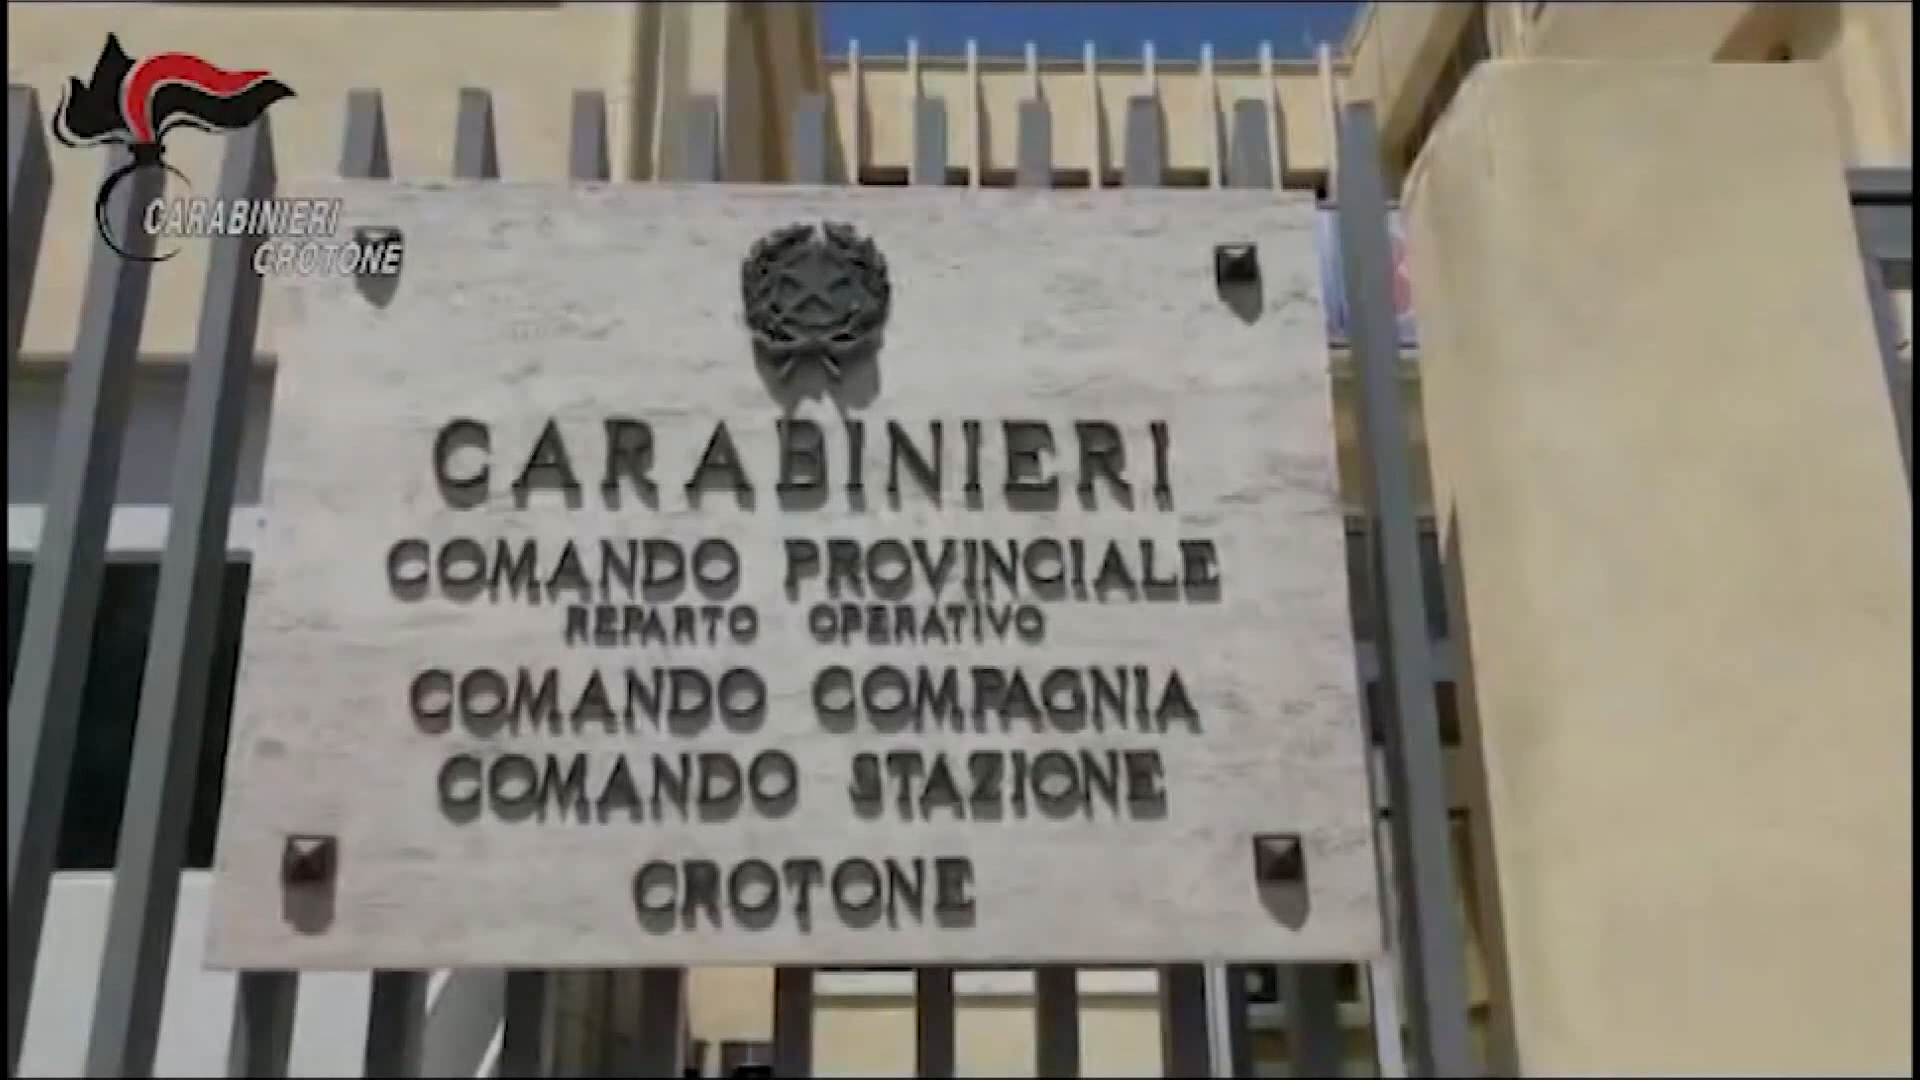 CARABINIERI
CROTONE
CARABINIERI
COMANDO PROVINCIALE
REPARTO OPERATIVO
COMANDO COMPAGNIA
COMANDO STAZIONE
CROTONE